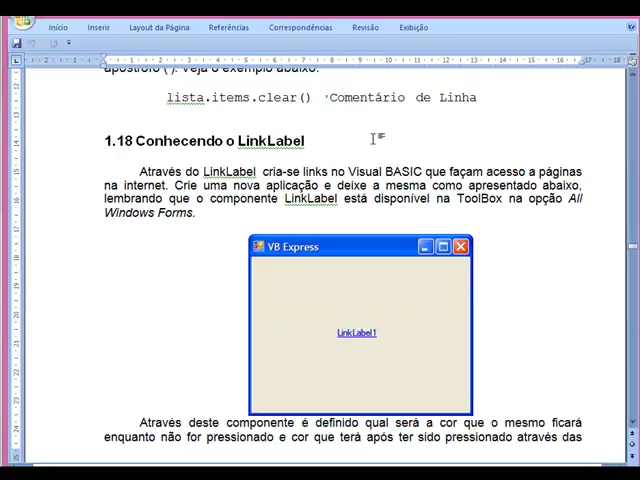 Início Inserir Layout da Página Referências Correspondências Revisão Exibição
apóstrofo ('). Veja o exemplo abaixo:
lista.items.clear() 'Comentário de Linha
1.18 Conhecendo o LinkLabel
Através do LinkLabel cria-se links no Visual BASIC que façam acesso a páginas
na internet. Crie uma nova aplicação e deixe a mesma como apresentado abaixo,
lembrando que o componente LinkLabel está disponível na ToolBox na opção All
Windows Forms.
VB Express
LinkLabel1
Através deste componente é definido qual será a cor que o mesmo ficará
enquanto não for pressionado e cor que terá após ter sido pressionado através das